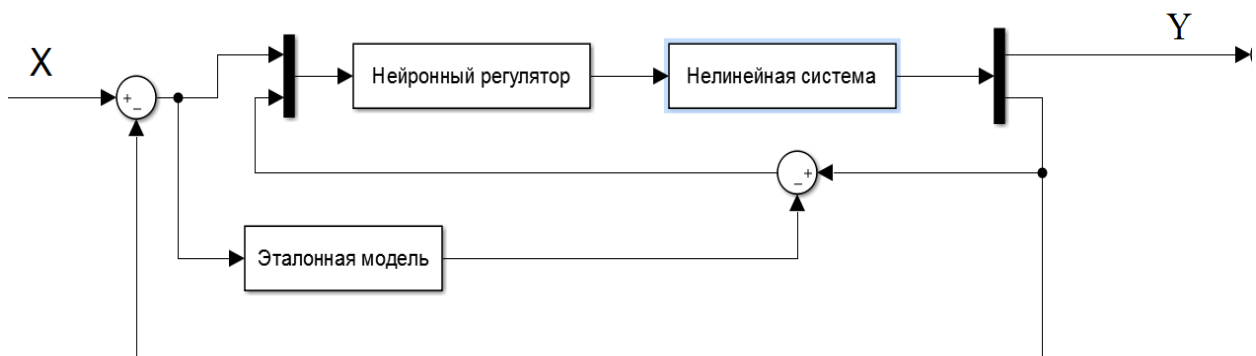 X
Y
Нейронный регулятор
Нелинейная система
+
−
−
+
Эталонная модель